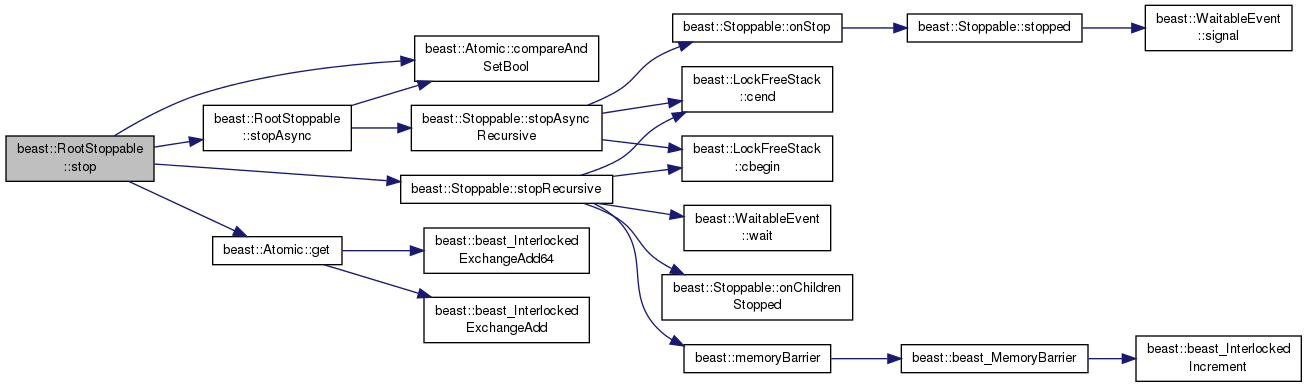 beast::RootStoppable
::stop
beast::Atomic::compareAnd
SetBool
beast::RootStoppable
::stopAsync
beast::Stoppable::stopAsync
Recursive
beast::Stoppable::stopRecursive
beast::Atomic::get
beast::beast_Interlocked
ExchangeAdd64
beast::beast_Interlocked
ExchangeAdd
beast::Stoppable::onStop
beast::Stoppable::stopped
beast::WaitableEvent
::signal
beast::LockFreeStack
::cend
beast::LockFreeStack
::cbegin
beast::WaitableEvent
::wait
beast::Stoppable::onChildren
Stopped
beast::memoryBarrier
beast::beast_MemoryBarrier
beast::beast_Interlocked
Increment